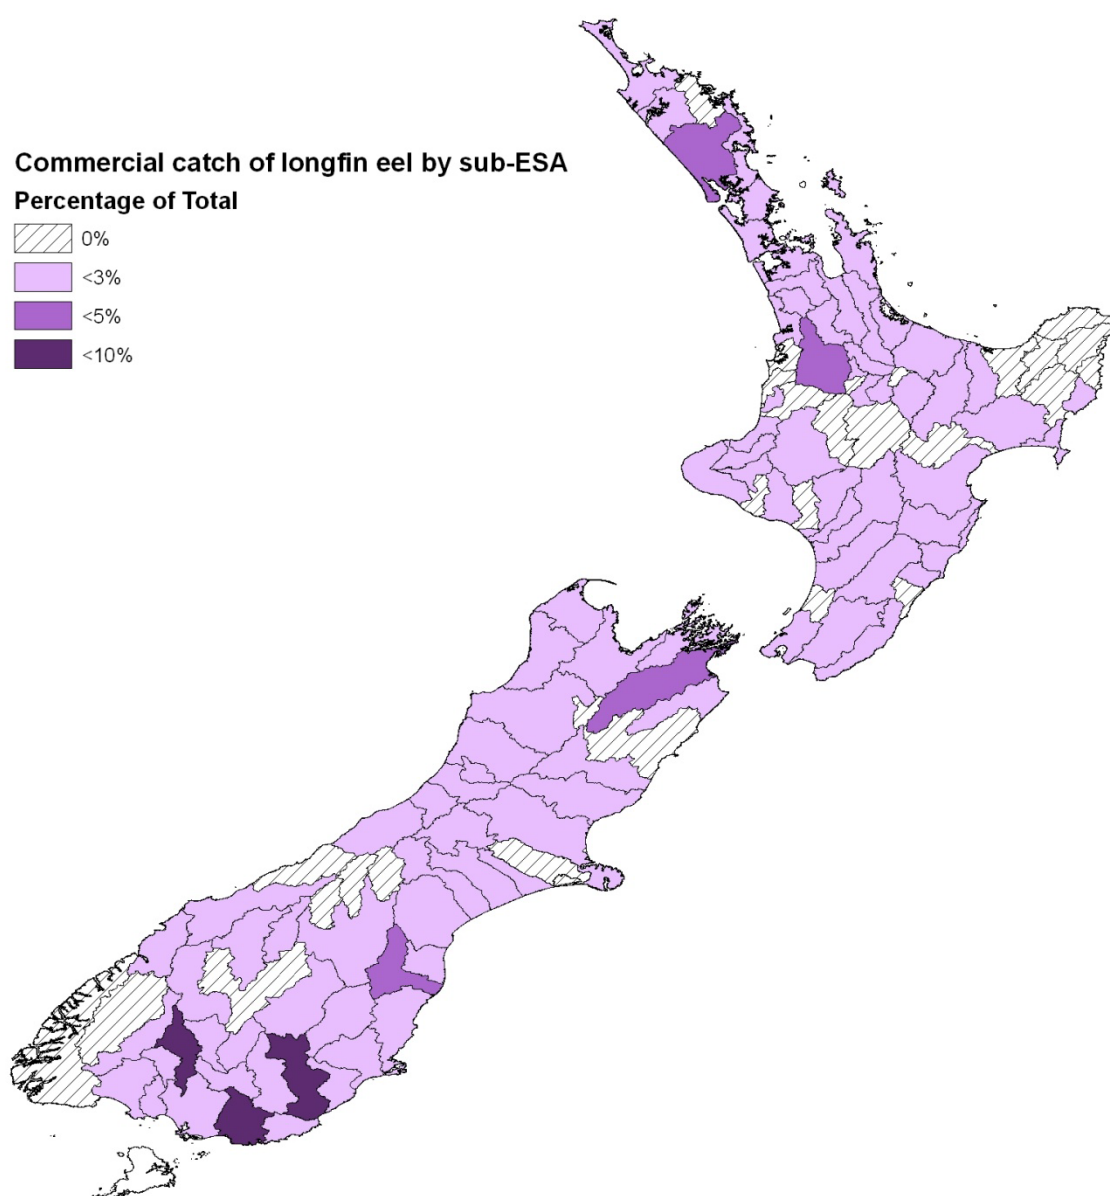 Commercial catch of longfin eel by sub-ESA
Percentage of Total
0%
<3%
<5%
<10%